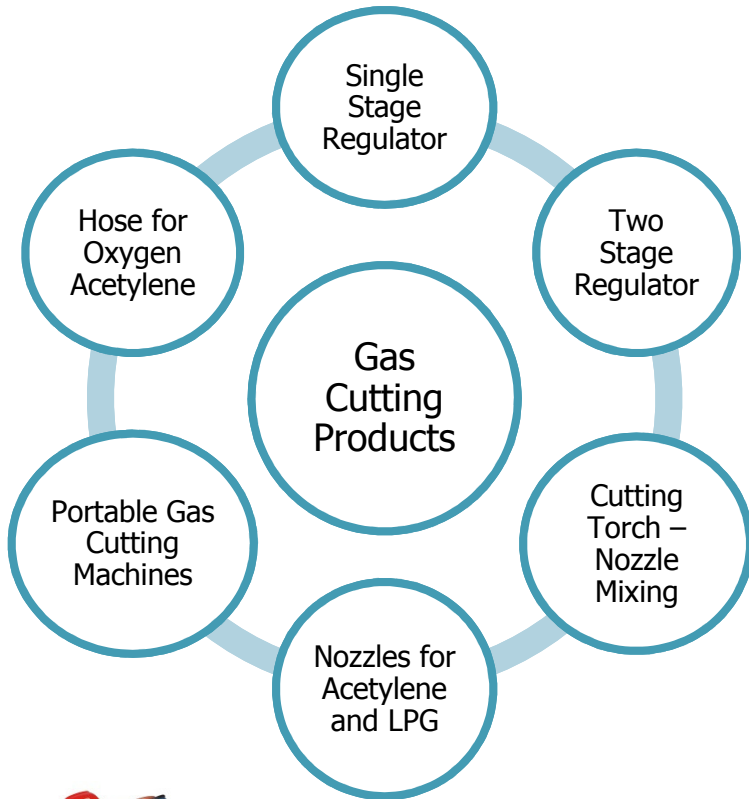 Single
Stage
Regulator
Two
Stage
Regulator
Cutting
Torch –
Nozzle
Mixing
Nozzles for
Acetylene
and LPG
Portable Gas
Cutting
Machines
Hose for
Oxygen
Acetylene
Gas
Cutting
Products